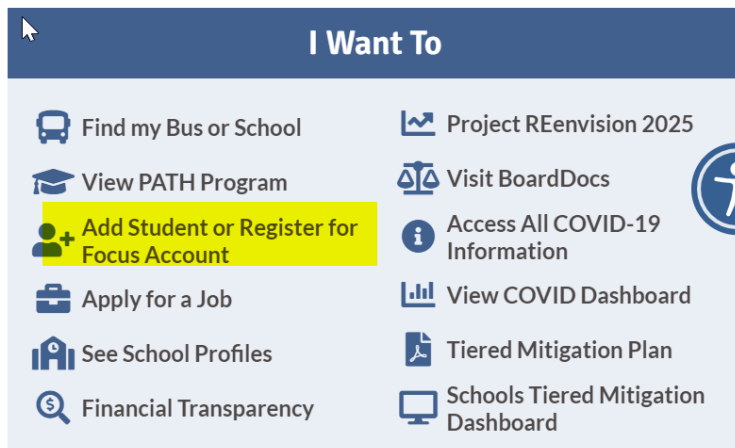 I Want To
Find my Bus or School
View PATH Program
Add Student or Register for
Focus Account
Apply for a Job
See School Profiles
Financial Transparency
Project REenvision 2025
Visit BoardDocs
Access All COVID-19
Information
View COVID Dashboard
Tiered Mitigation Plan
Schools Tiered Mitigation
Dashboard